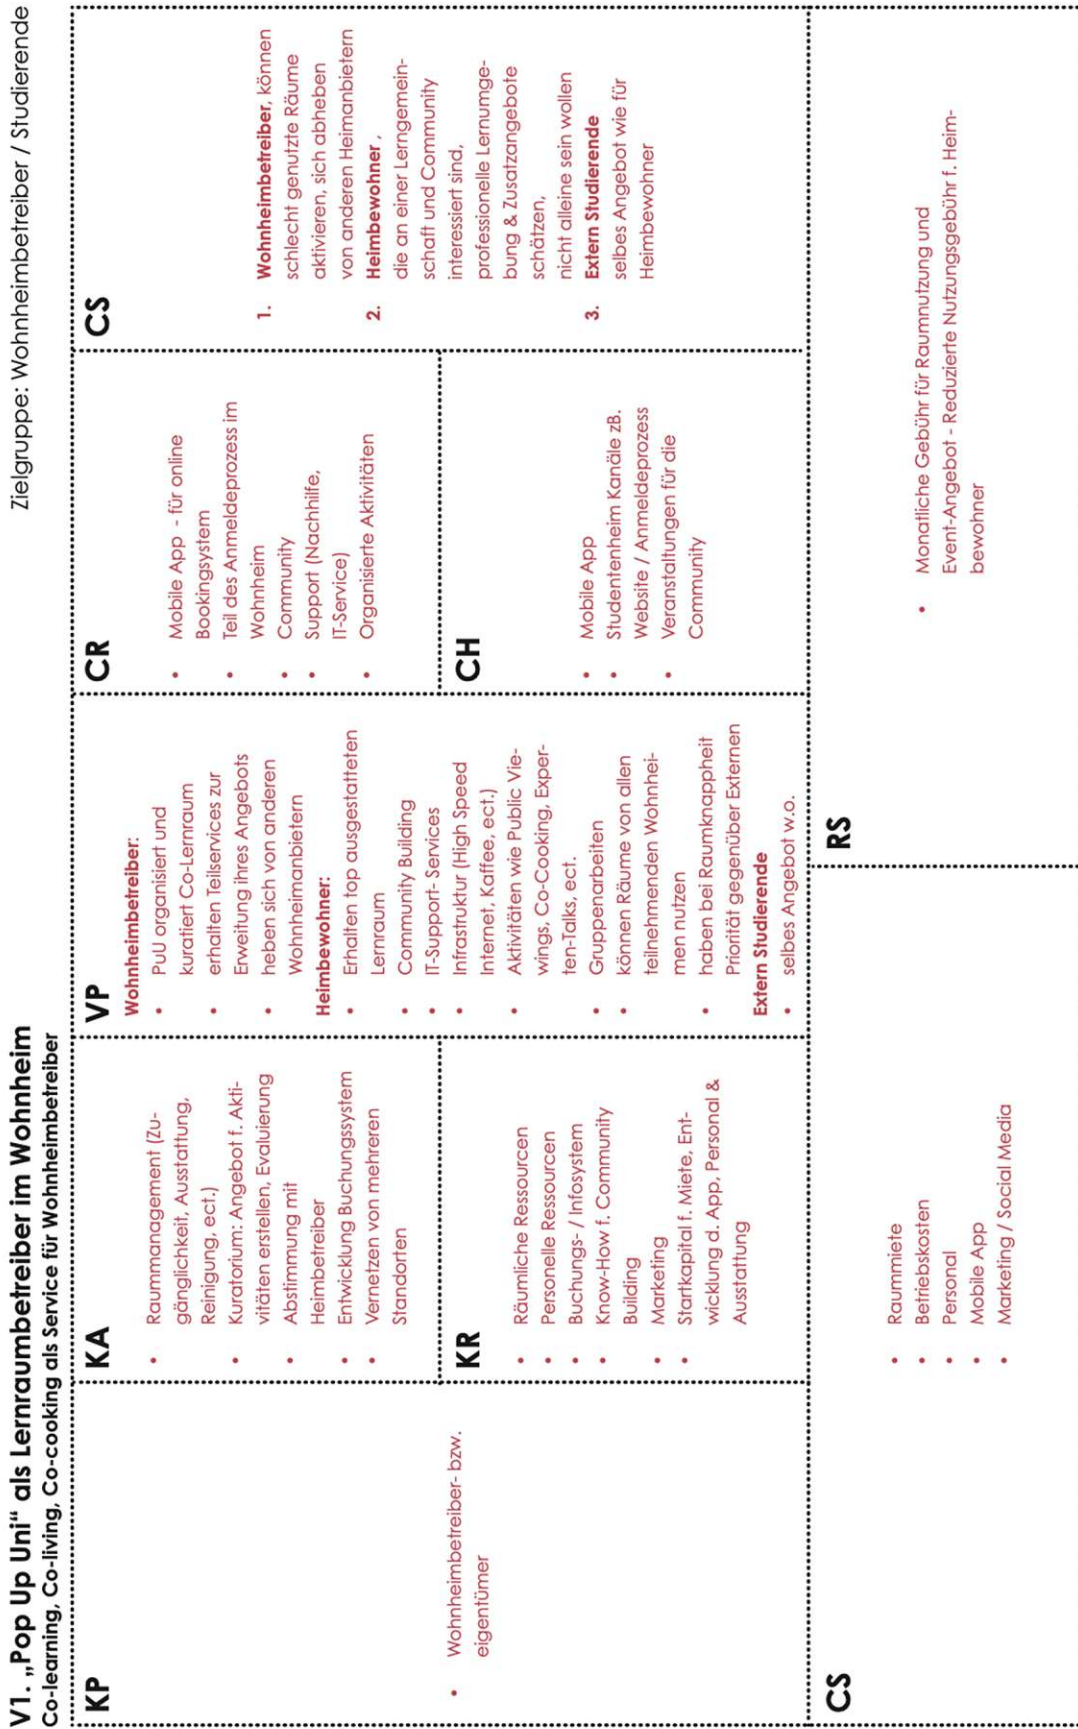 V1. „Pop Up Uni“ als Lernraumbetreiber im Wohnheim
Zielgruppe: Wohnheimbetreiber / Studierende
Co-learning, Co-living, Co-cooking als Service für Wohnheimbetreiber
KP
• Wohnheimbetreiber- bzw.
eigentümer
KA
• Raummanagement (Zu-
gänglichkeit, Ausstattung,
Reinigung, ect.)
• Kuratorium: Angebot f. Akti-
vitäten erstellen, Evaluierung
• Abstimmung mit
Heimbetreiber
• Entwicklung Buchungssystem
• Vernetzen von mehreren
Standorten
KR
• Räumliche Ressourcen
• Personelle Ressourcen
• Buchungs- / Infosystem
• Know-How f. Community
Building
• Marketing
• Startkapital f. Miete, Ent-
wicklung d. App, Personal &
Ausstattung
VP
Wohnheimbetreiber:
• PuU organisiert und
kuratiert Co-Lernraum
• erhalten Teilservices zur
Erweitung ihres Angebots
• heben sich von anderen
Wohnheimanbietern
Heimbewohner:
• Erhalten top ausgestatteten
Lernraum
• Community Building
• IT-Support- Services
• Infrastruktur (High Speed
Internet, Kaffee, ect.)
• Aktivitäten wie Public Vie-
wings, Co-Cooking, Exper-
ten-Talks, ect.
• Gruppenarbeiten
• können Räume von allen
teilnehmenden Wohnhei-
men nutzen
• haben bei Raumknappheit
Priorität gegenüber Externen
Extern Studierende
• selbes Angebot w.o.
CR
• Mobile App - für online
Bookingsystem
• Teil des Anmeldeprozess im
Wohnheim
• Community
• Support (Nachhilfe,
IT-Service)
• Organisierte Aktivitäten
CH
• Mobile App
• Studentenheim Kanäle zB.
Website / Anmeldeprozess
• Veranstaltungen für die
Community
CS
1. Wohnheimbetreiber, können
schlecht genutzte Räume
aktivieren, sich abheben
von anderen Heimanbietern
2. Heimbewohner ,
die an einer Lerngemein-
schaft und Community
interessiert sind,
professionelle Lernumge-
bung & Zusatzangebote
schätzen,
nicht alleine sein wollen
3. Extern Studierende
selbes Angebot wie für
Heimbewohner
CS
• Raummiete
• Betriebskosten
• Personal
• Mobile App
• Marketing / Social Media
RS
• Monatliche Gebühr für Raumnutzung und
Event-Angebot - Reduzierte Nutzungsgebühr f. Heim-
bewohner